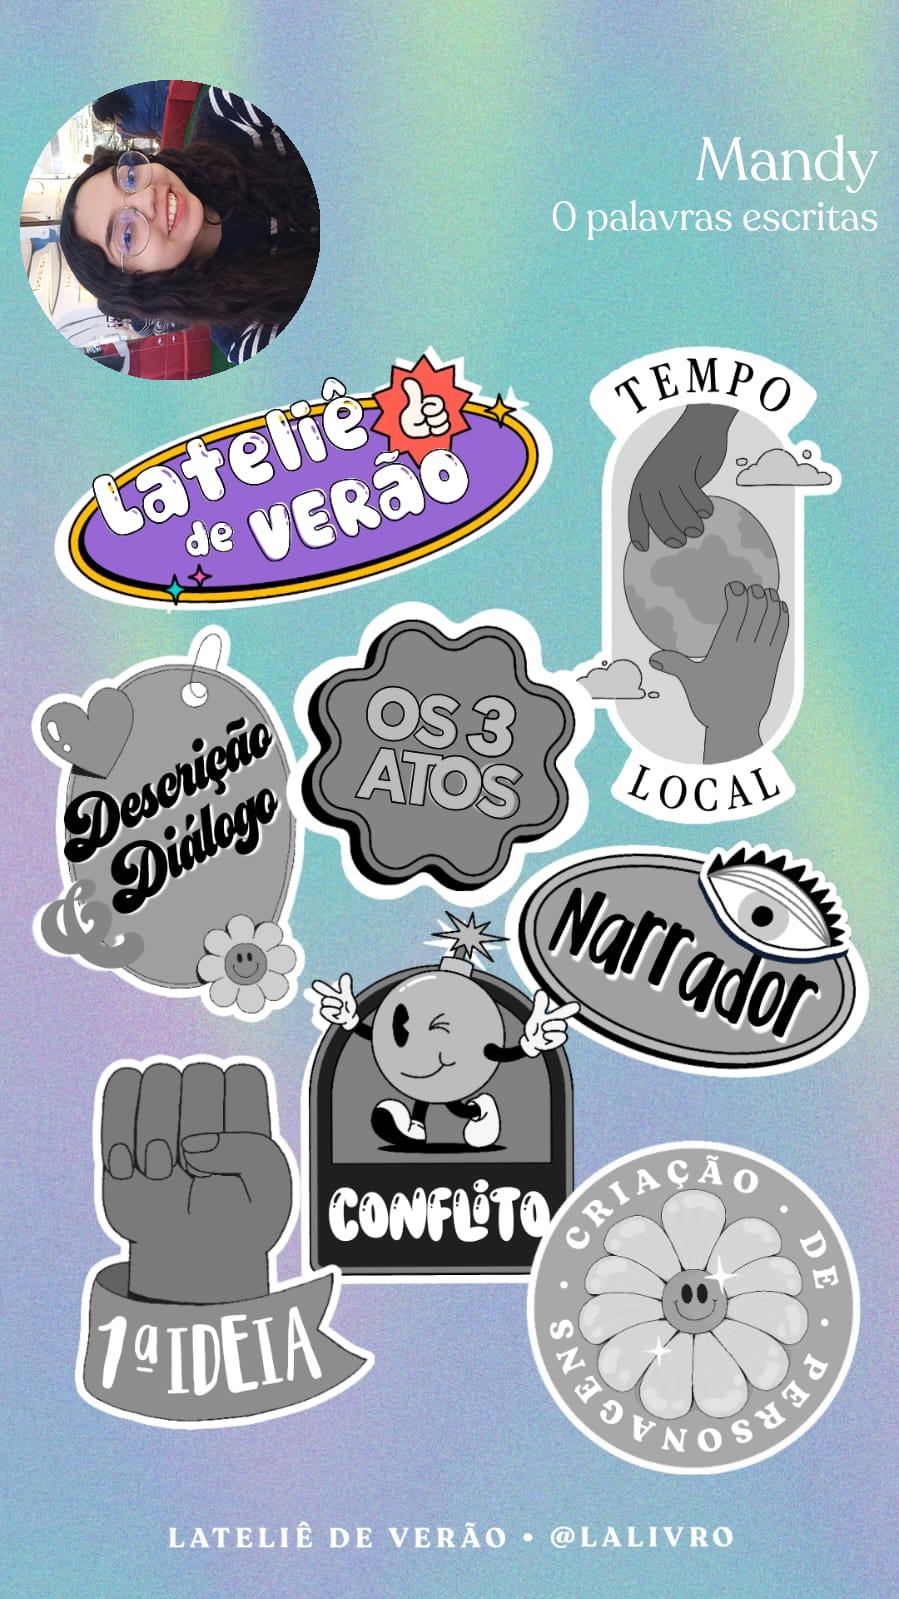 Mandy
0 palavras escritas
Lateliê
de VERÃO
TEMPO
LOCAL
Descrição
& Diálogo
OS 3
ATOS
Narrador
CONFLITO
1ª IDEIA
CRIAÇÃO · DE · PERSONAGENS ·
LATELIÊ DE VERÃO • @LALIVRO